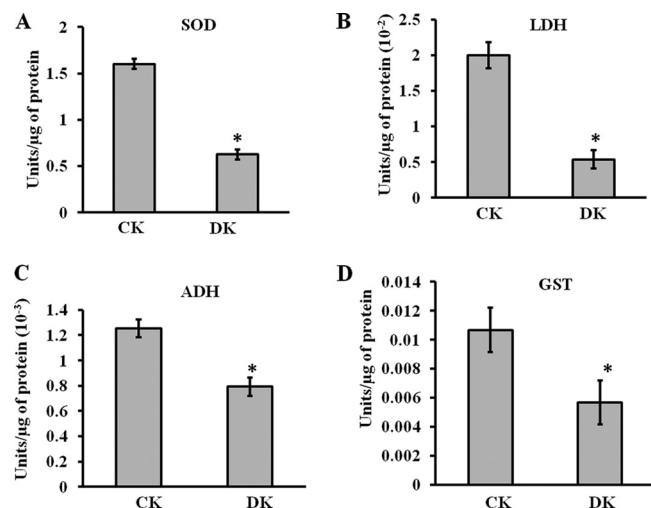 A
SOD
Units/µg of protein
2
1.5
1
0.5
0
*
CK DK
B
LDH
Units/µg of protein (10-2)
2.5
2
1.5
1
0.5
0
*
CK DK
C
ADH
Units/µg of protein (10-3)
1.4
1.2
1
0.8
0.6
0.4
0.2
0
*
CK DK
D
GST
Units/µg of protein
0.014
0.012
0.01
0.008
0.006
0.004
0.002
0
*
CK DK